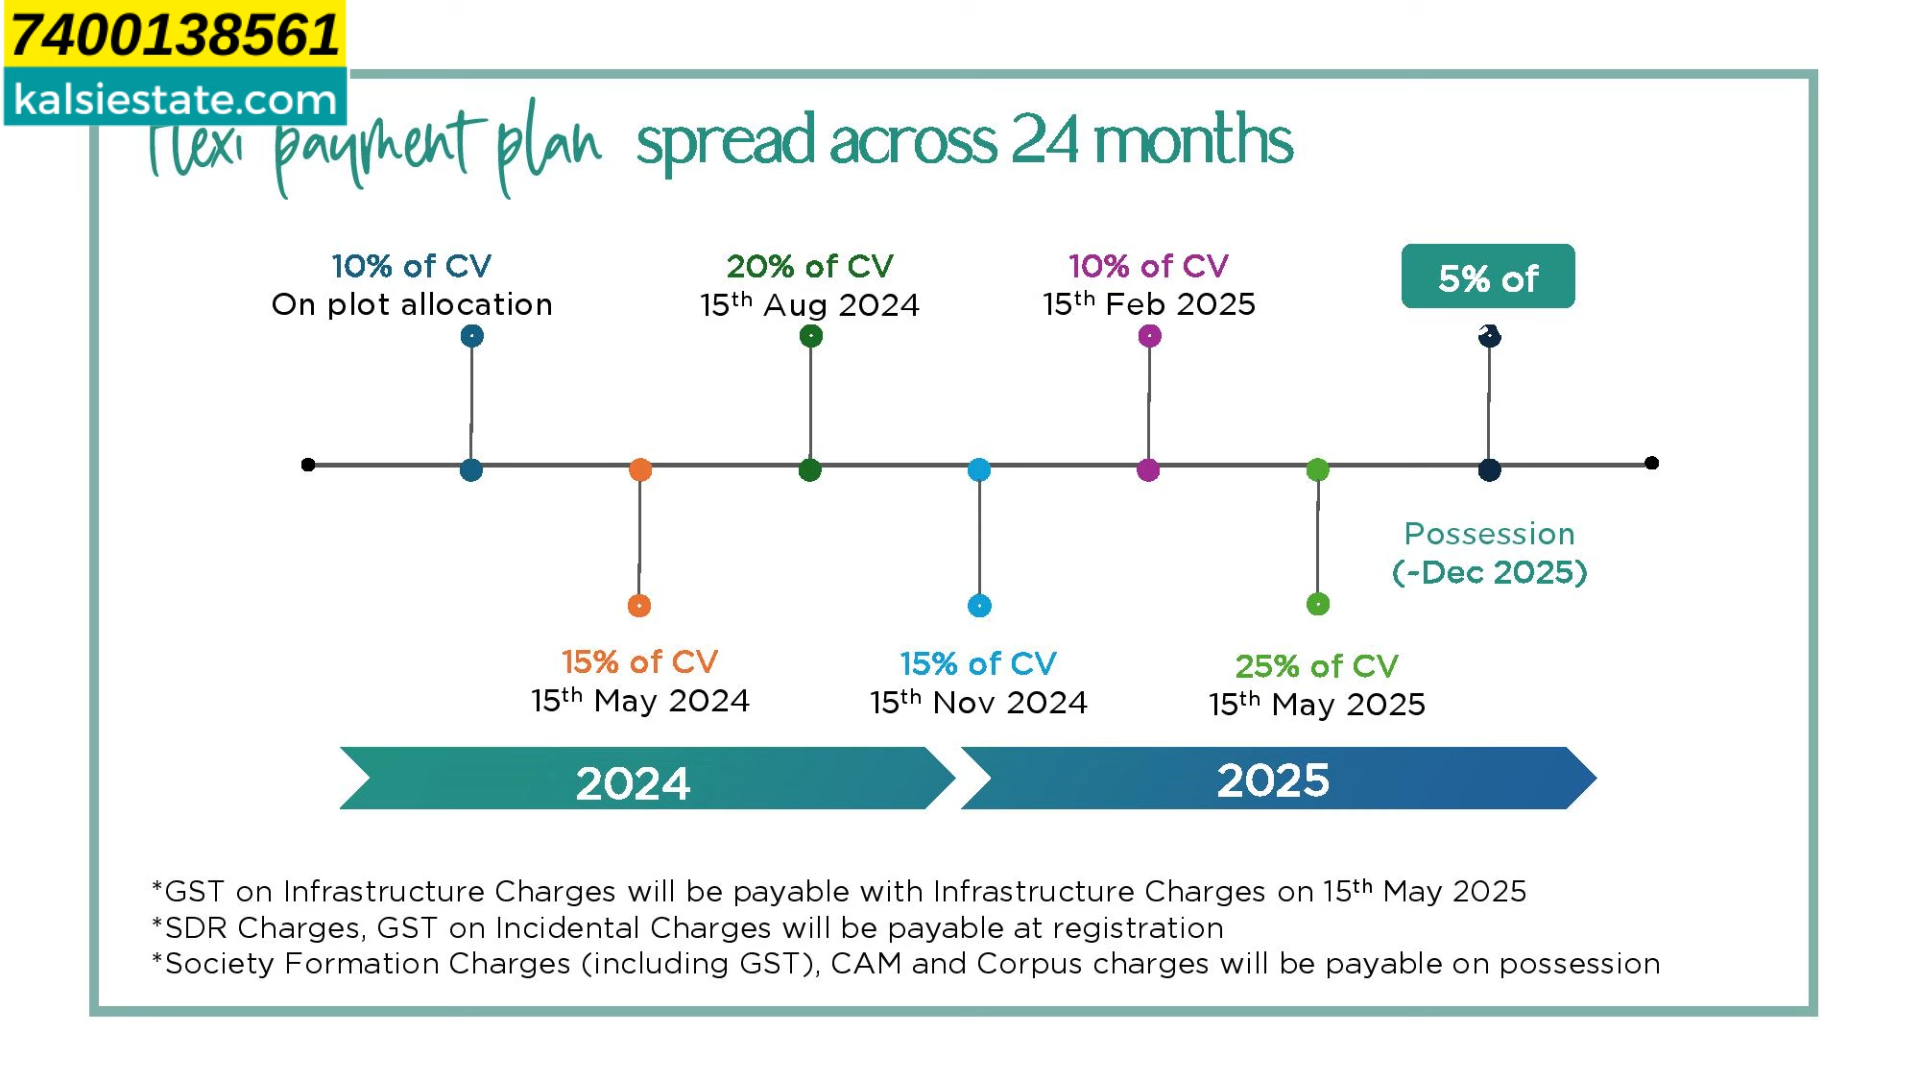 7400138561
kalsiestate.com
flexi payment plan spread across 24 months
10% of CV
On plot allocation
20% of CV
15th Aug 2024
10% of CV
15th Feb 2025
5% of
Possession
(~Dec 2025)
15% of CV
15th May 2024
15% of CV
15th Nov 2024
25% of CV
15th May 2025
2024
2025
*GST on Infrastructure Charges will be payable with Infrastructure Charges on 15th May 2025
*SDR Charges, GST on Incidental Charges will be payable at registration
*Society Formation Charges (including GST), CAM and Corpus charges will be payable on possession